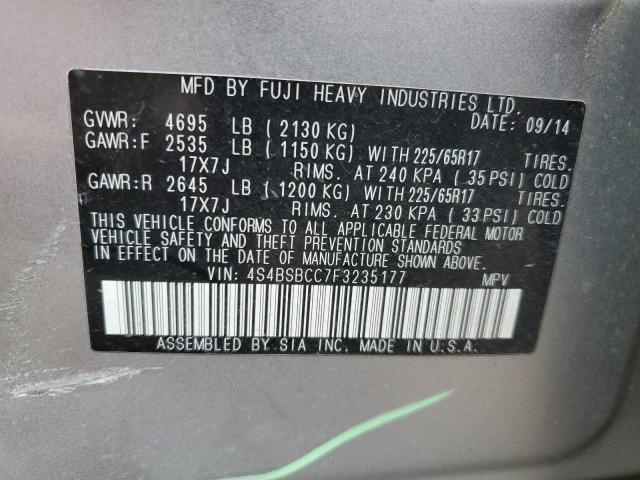 MFD BY FUJI HEAVY INDUSTRIES LTD.
GVWR: 4695 LB (2130 KG) DATE: 09/14
GAWR:F 2535 LB (1150 KG) WITH 225/65R17 TIRES.
17X7J RIMS. AT 240 KPA (35 PSI) COLD
GAWR:R 2645 LB (1200 KG) WITH 225/65R17 TIRES.
17X7J RIMS. AT 230 KPA (33 PSI) COLD
THIS VEHICLE CONFORMS TO ALL APPLICABLE FEDERAL MOTOR
VEHICLE SAFETY AND THEFT PREVENTION STANDARDS
IN EFFECT ON THE DATE OF MANUFACTURE SHOWN ABOVE.
VIN: 4S4BSBCC7F3235177 MPV
ASSEMBLED BY SIA INC. MADE IN U.S.A.